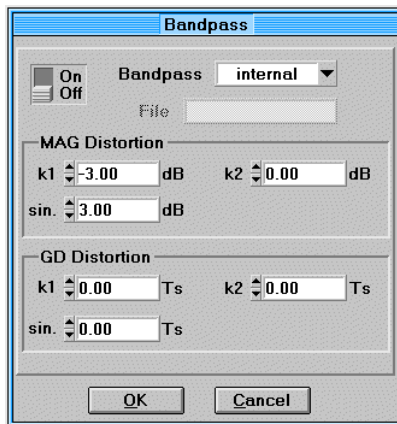 Bandpass
On
Off
Bandpass internal
File
MAG Distortion
k1 -3.00 dB k2 0.00 dB
sin. 3.00 dB
GD Distortion
k1 0.00 Ts k2 0.00 Ts
sin. 0.00 Ts
OK Cancel